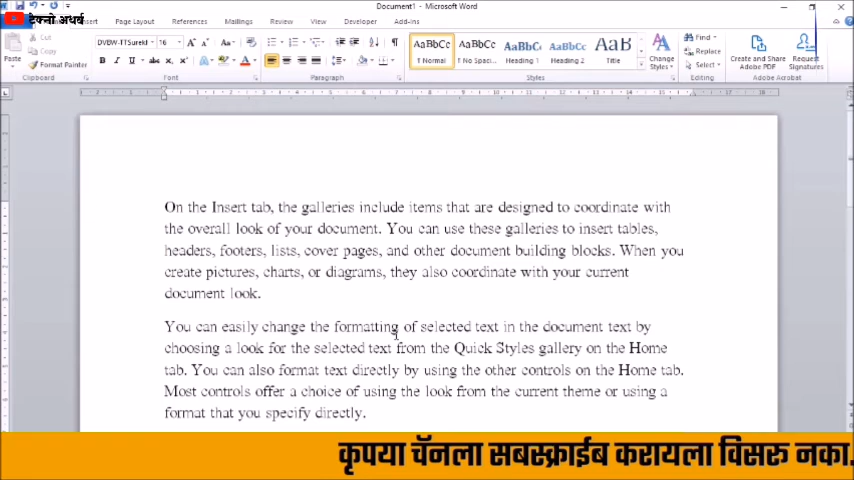 Document1 - Microsoft Word
टेक्नो अथर्व
Page Layout References Mailings Review View Developer Add-Ins
Cut
Copy
Paste Format Painter
DVBW-TTSurekh 16
AaBbCc AaBbCc AaBbCc AaBbCc AaB
¶ Normal ¶ No Spaci... Heading 1 Heading 2 Title
Change Styles
Find
Replace
Select
Create and Share Adobe PDF
Request Signatures
Clipboard Font Paragraph Styles Editing Adobe Acrobat
On the Insert tab, the galleries include items that are designed to coordinate with
the overall look of your document. You can use these galleries to insert tables,
headers, footers, lists, cover pages, and other document building blocks. When you
create pictures, charts, or diagrams, they also coordinate with your current
document look.
You can easily change the formatting of selected text in the document text by
choosing a look for the selected text from the Quick Styles gallery on the Home
tab. You can also format text directly by using the other controls on the Home tab.
Most controls offer a choice of using the look from the current theme or using a
format that you specify directly.
कृपया चॅनला सबस्क्राईब करायला विसरू नका.